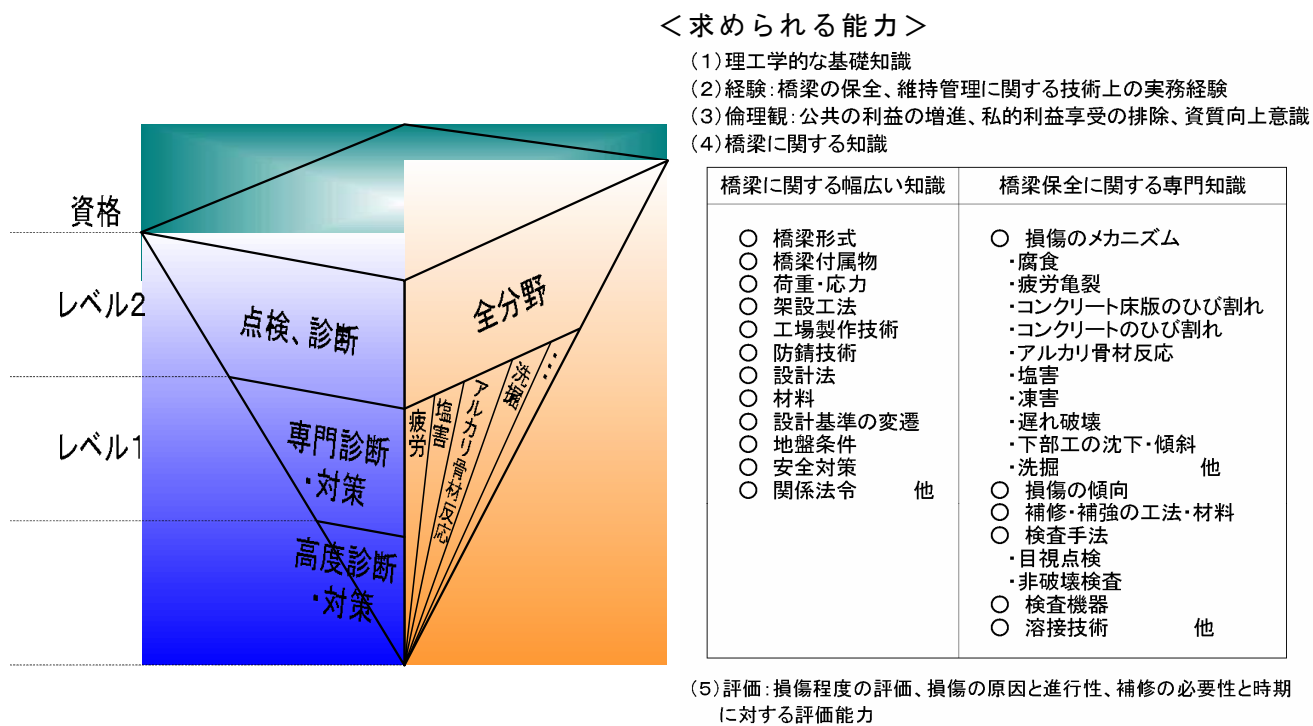 ＜求められる能力＞
（１）理工学的な基礎知識
（２）経験：橋梁の保全、維持管理に関する技術上の実務経験
（３）倫理観：公共の利益の増進、私的利益享受の排除、資質向上意識
（４）橋梁に関する知識
橋梁に関する幅広い知識
○ 橋梁形式
○ 橋梁付属物
○ 荷重・応力
○ 架設工法
○ 工場製作技術
○ 防錆技術
○ 設計法
○ 材料
○ 設計基準の変遷
○ 地盤条件
○ 安全対策
○ 関係法令 他
橋梁保全に関する専門知識
○ 損傷のメカニズム
・腐食
・疲労亀裂
・コンクリート床版のひび割れ
・コンクリートのひび割れ
・アルカリ骨材反応
・塩害
・凍害
・遅れ破壊
・下部工の沈下・傾斜
・洗掘 他
○ 損傷の傾向
○ 補修・補強の工法・材料
○ 検査手法
・目視点検
・非破壊検査
○ 検査機器
○ 溶接技術 他
（５）評価：損傷程度の評価、損傷の原因と進行性、補修の必要性と時期
に対する評価能力
資格
レベル2
レベル1
点検、診断
専門診断
・対策
高度診断
・対策
全分野
疲労
塩害
アルカリ骨材反応
洗掘
・・・